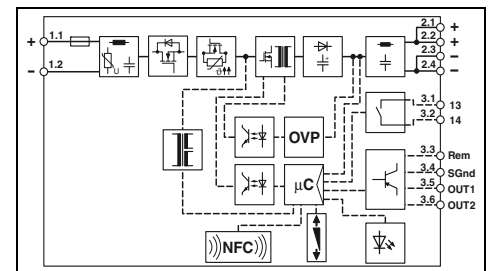 2.1 +
+ 1.1
2.2 +
2.3 −
− 1.2
U
ϑ
2.4 −
3.1 13
3.2 14
OVP
3.3 Rem
µC
3.4 SGnd
3.5 OUT1
3.6 OUT2
NFC